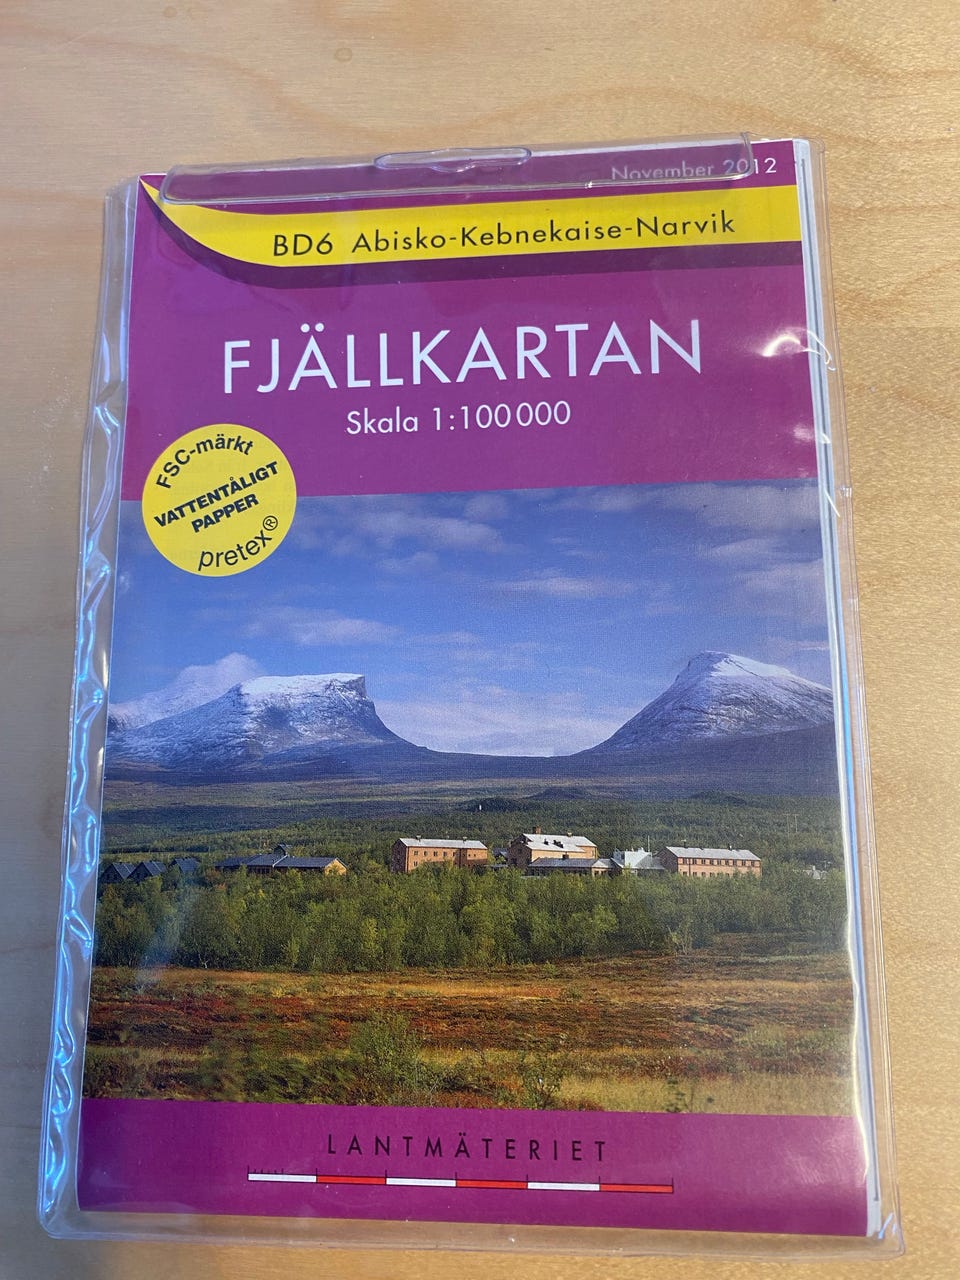 November 2012
BD6 Abisko-Kebnekaise-Narvik
FJÄLLKARTAN
Skala 1:100 000
FSC-märkt
VATTENTÅLIGT
PAPPER
pretex®
LANTMÄTERIET